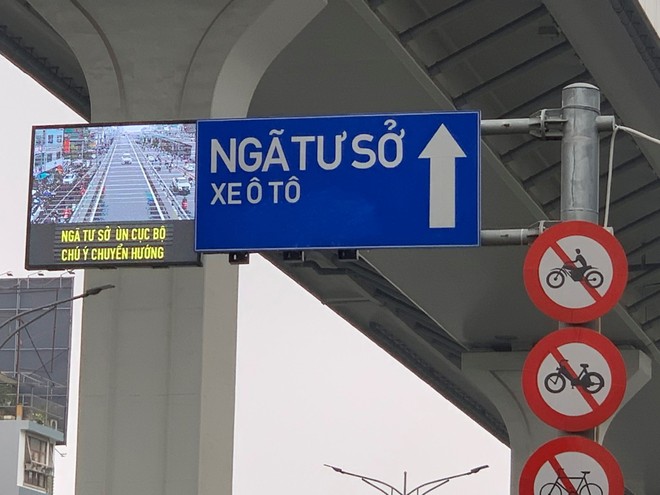 NGÃ TƯ SỞ
XE Ô TÔ
NGÃ TƯ SỞ ÙN CỤC BỘ
CHÚ Ý CHUYỂN HƯỚNG